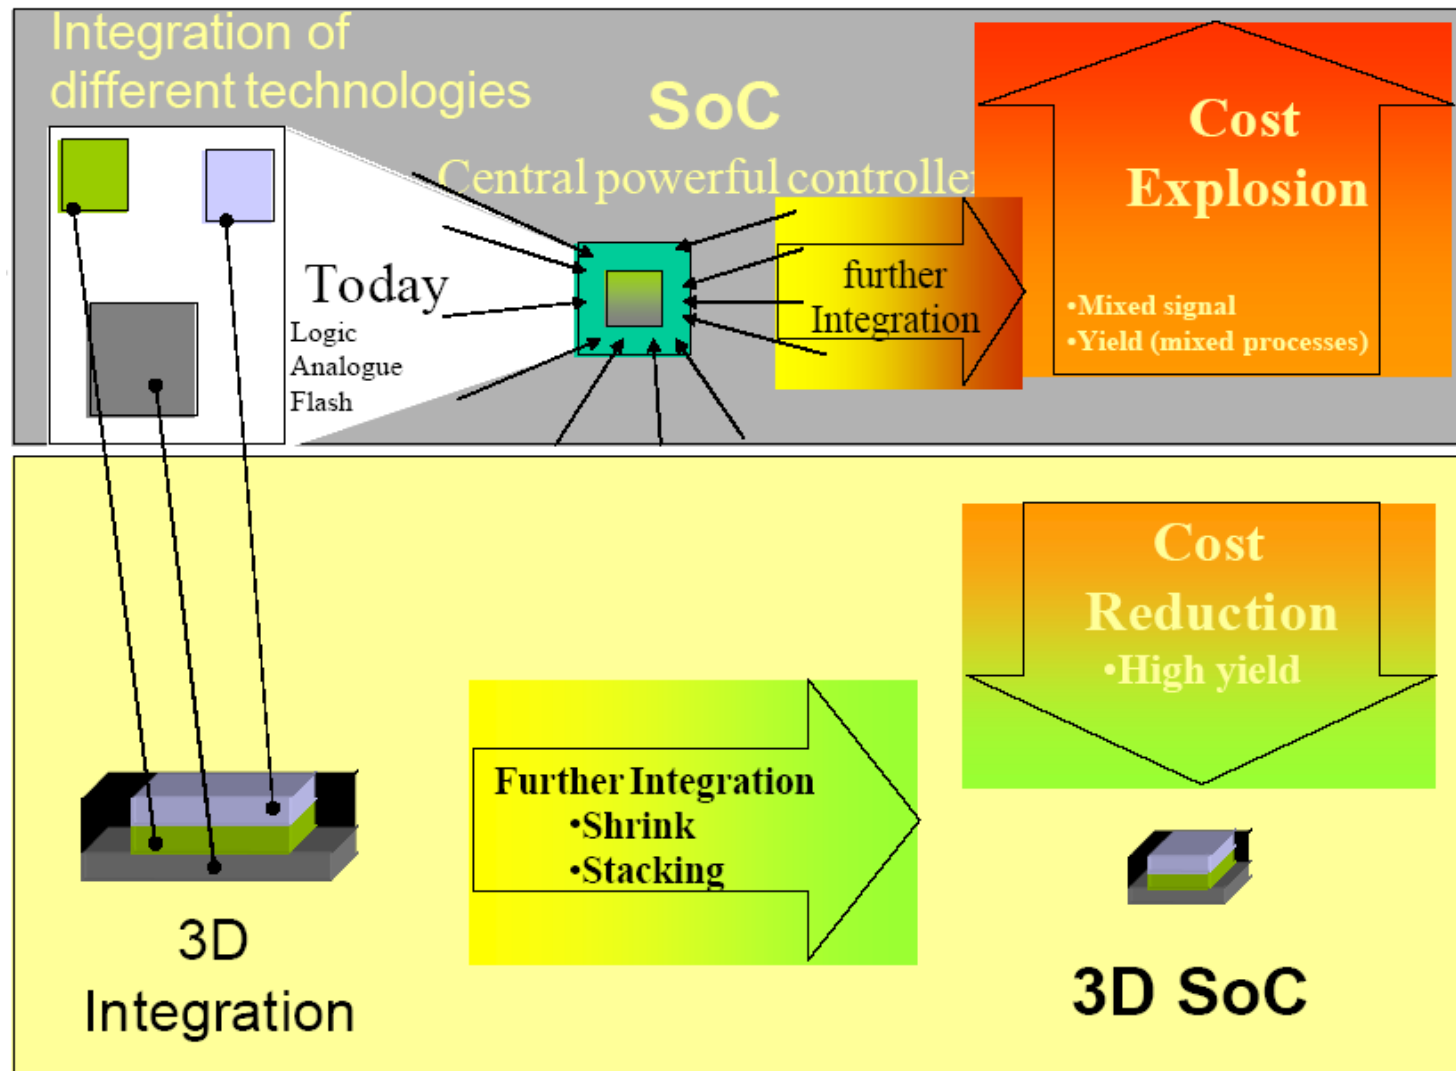 Integration of
different technologies
SoC
Central powerful controller
Today
Logic
Analogue
Flash
further
Integration
Cost
Explosion
•Mixed signal
•Yield (mixed processes)
Cost
Reduction
•High yield
Further Integration
•Shrink
•Stacking
3D
Integration
3D SoC